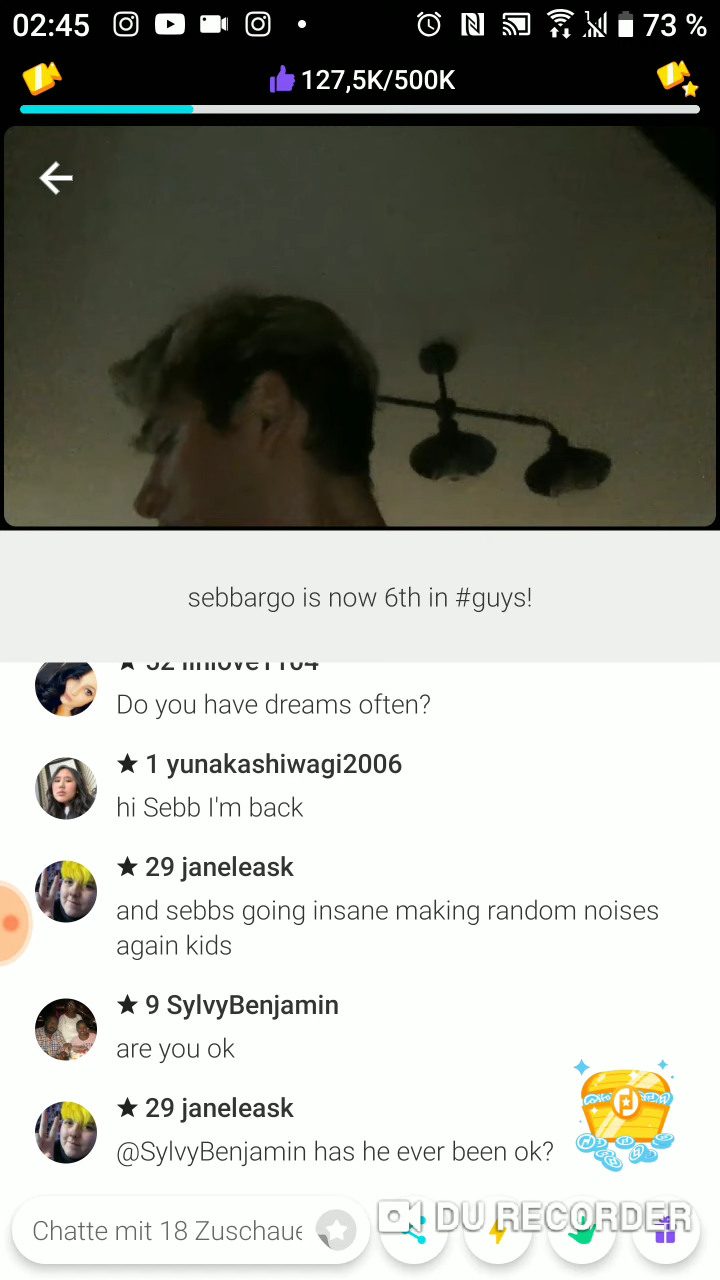 02:45 73 %
127,5K/500K
sebbargo is now 6th in #guys!
Do you have dreams often?
★ 1 yunakashiwagi2006
hi Sebb I'm back
★ 29 janeleask
and sebbs going insane making random noises
again kids
★ 9 SylvyBenjamin
are you ok
★ 29 janeleask
@SylvyBenjamin has he ever been ok?
Chatte mit 18 Zuschaue
DU RECORDER